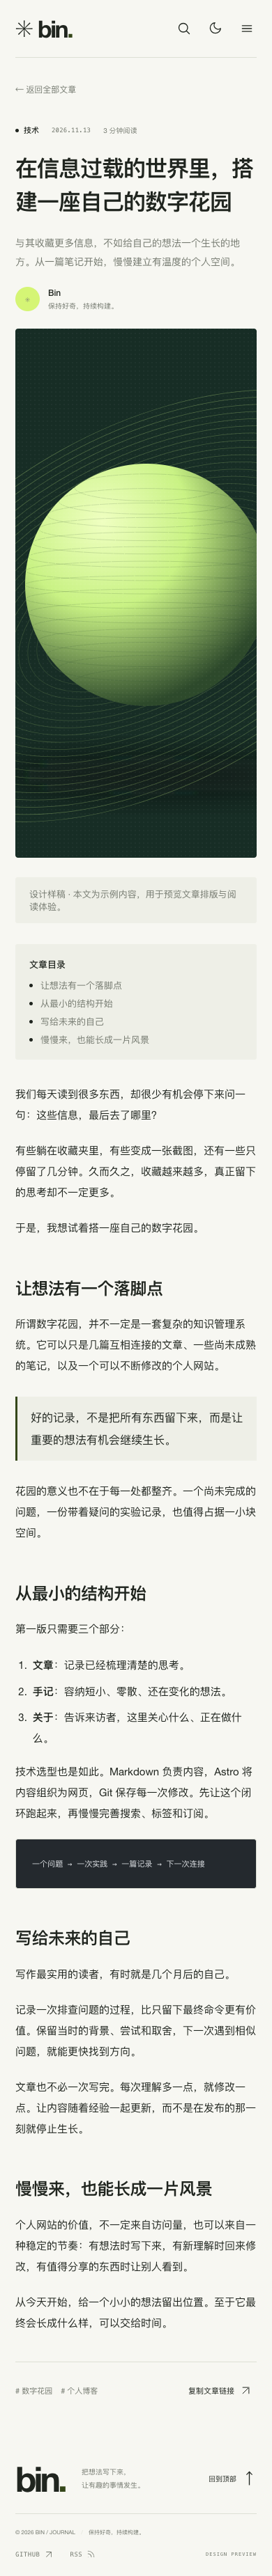 bin.
← 返回全部文章
技术 2026.11.13 3 分钟阅读
在信息过载的世界里，搭
建一座自己的数字花园
与其收藏更多信息，不如给自己的想法一个生长的地
方。从一篇笔记开始，慢慢建立有温度的个人空间。
Bin
保持好奇，持续构建。
设计样稿 · 本文为示例内容，用于预览文章排版与阅
读体验。
文章目录
让想法有一个落脚点
从最小的结构开始
写给未来的自己
慢慢来，也能长成一片风景
我们每天读到很多东西，却很少有机会停下来问一
句：这些信息，最后去了哪里？
有些躺在收藏夹里，有些变成一张截图，还有一些只
停留了几分钟。久而久之，收藏越来越多，真正留下
的思考却不一定更多。
于是，我想试着搭一座自己的数字花园。
让想法有一个落脚点
所谓数字花园，并不一定是一套复杂的知识管理系
统。它可以只是几篇互相连接的文章、一些尚未成熟
的笔记，以及一个可以不断修改的个人网站。
好的记录，不是把所有东西留下来，而是让
重要的想法有机会继续生长。
花园的意义也不在于每一处都整齐。一个尚未完成的
问题，一份带着疑问的实验记录，也值得占据一小块
空间。
从最小的结构开始
第一版只需要三个部分：
1. 文章：记录已经梳理清楚的思考。
2. 手记：容纳短小、零散、还在变化的想法。
3. 关于：告诉来访者，这里关心什么、正在做什
么。
技术选型也是如此。Markdown 负责内容，Astro 将
内容组织为网页，Git 保存每一次修改。先让这个闭
环跑起来，再慢慢完善搜索、标签和订阅。
一个问题 → 一次实践 → 一篇记录 → 下一次连接
写给未来的自己
写作最实用的读者，有时就是几个月后的自己。
记录一次排查问题的过程，比只留下最终命令更有价
值。保留当时的背景、尝试和取舍，下一次遇到相似
问题，就能更快找到方向。
文章也不必一次写完。每次理解多一点，就修改一
点。让内容随着经验一起更新，而不是在发布的那一
刻就停止生长。
慢慢来，也能长成一片风景
个人网站的价值，不一定来自访问量，也可以来自一
种稳定的节奏：有想法时写下来，有新理解时回来修
改，有值得分享的东西时让别人看到。
从今天开始，给一个小小的想法留出位置。至于它最
终会长成什么样，可以交给时间。
# 数字花园 # 个人博客 复制文章链接
bin.
把想法写下来，
让有趣的事情发生。
回到顶部
© 2026 BIN / JOURNAL 保持好奇，持续构建。
GITHUB RSS DESIGN PREVIEW